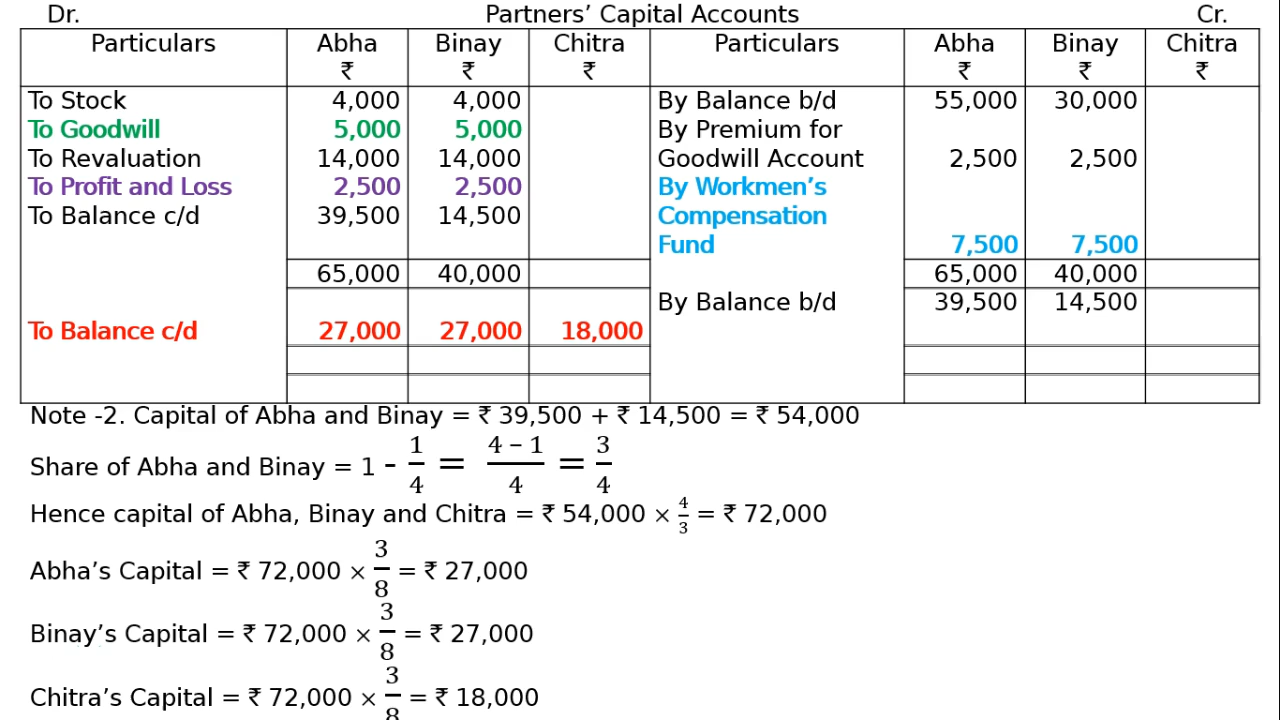 Dr. Partners’ Capital Accounts Cr.
Particulars Abha Binay Chitra Particulars Abha Binay Chitra
₹ ₹ ₹ ₹ ₹ ₹
To Stock 4,000 4,000 By Balance b/d 55,000 30,000
To Goodwill 5,000 5,000 By Premium for
To Revaluation 14,000 14,000 Goodwill Account 2,500 2,500
To Profit and Loss 2,500 2,500 By Workmen’s
To Balance c/d 39,500 14,500 Compensation
Fund 7,500 7,500
65,000 40,000 65,000 40,000
By Balance b/d 39,500 14,500
To Balance c/d 27,000 27,000 18,000
Note -2. Capital of Abha and Binay = ₹ 39,500 + ₹ 14,500 = ₹ 54,000
Share of Abha and Binay = 1 - 1/4 = (4 – 1)/4 = 3/4
Hence capital of Abha, Binay and Chitra = ₹ 54,000 × 4/3 = ₹ 72,000
Abha’s Capital = ₹ 72,000 × 3/8 = ₹ 27,000
Binay’s Capital = ₹ 72,000 × 3/8 = ₹ 27,000
Chitra’s Capital = ₹ 72,000 × 3/8 = ₹ 18,000